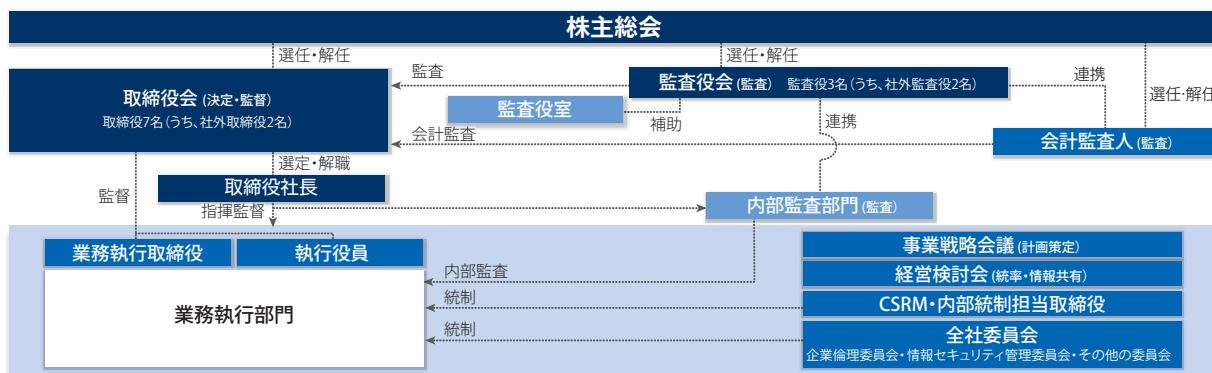 株主総会
選任・解任
選任・解任
監査
監査役会(監査) 監査役3名(うち、社外監査役2名)
連携
選任・解任
取締役会(決定・監督)
取締役7名(うち、社外取締役2名)
監査役室
補助
連携
会計監査
会計監査人(監査)
選定・解職
監督
取締役社長
指揮監督
内部監査部門(監査)
業務執行取締役
執行役員
事業戦略会議(計画策定)
内部監査
経営検討会(統率・情報共有)
業務執行部門
統制
CSRM・内部統制担当取締役
統制
全社委員会
企業倫理委員会・情報セキュリティ管理委員会・その他の委員会